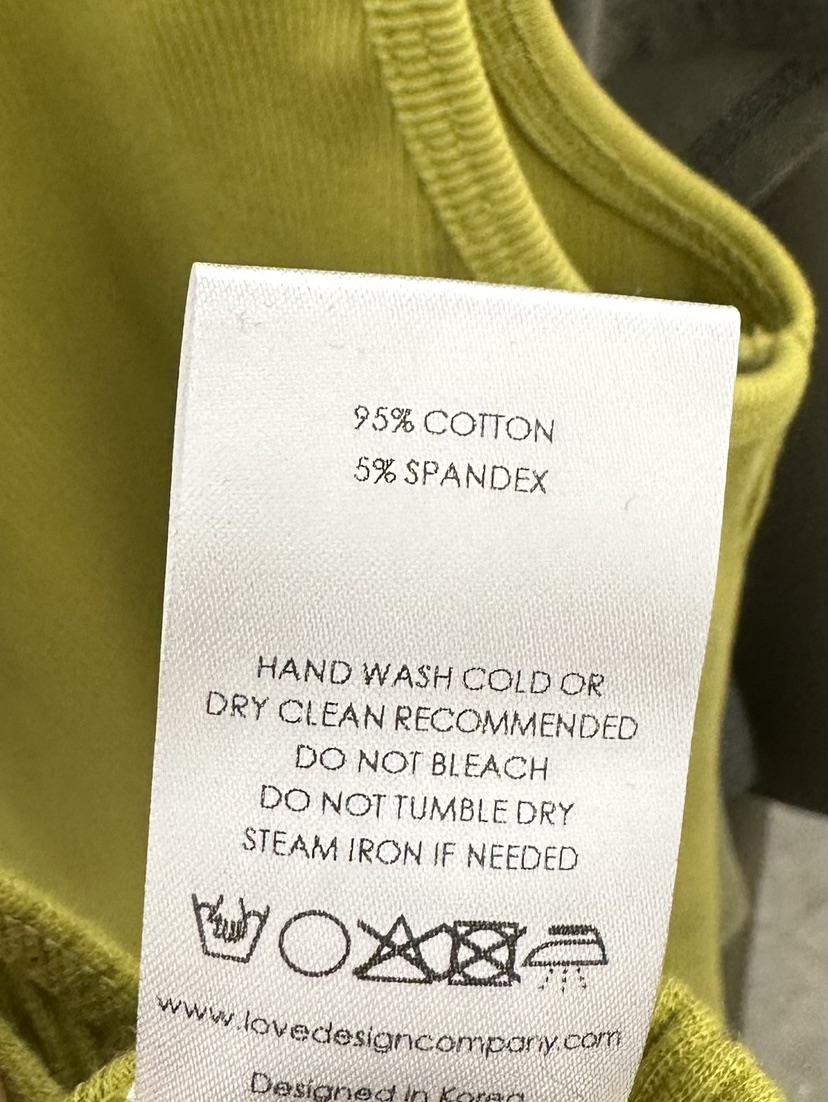 95% COTTON
5% SPANDEX
HAND WASH COLD OR
DRY CLEAN RECOMMENDED
DO NOT BLEACH
DO NOT TUMBLE DRY
STEAM IRON IF NEEDED
www.lovedesigncompany.com
Designed in Korea